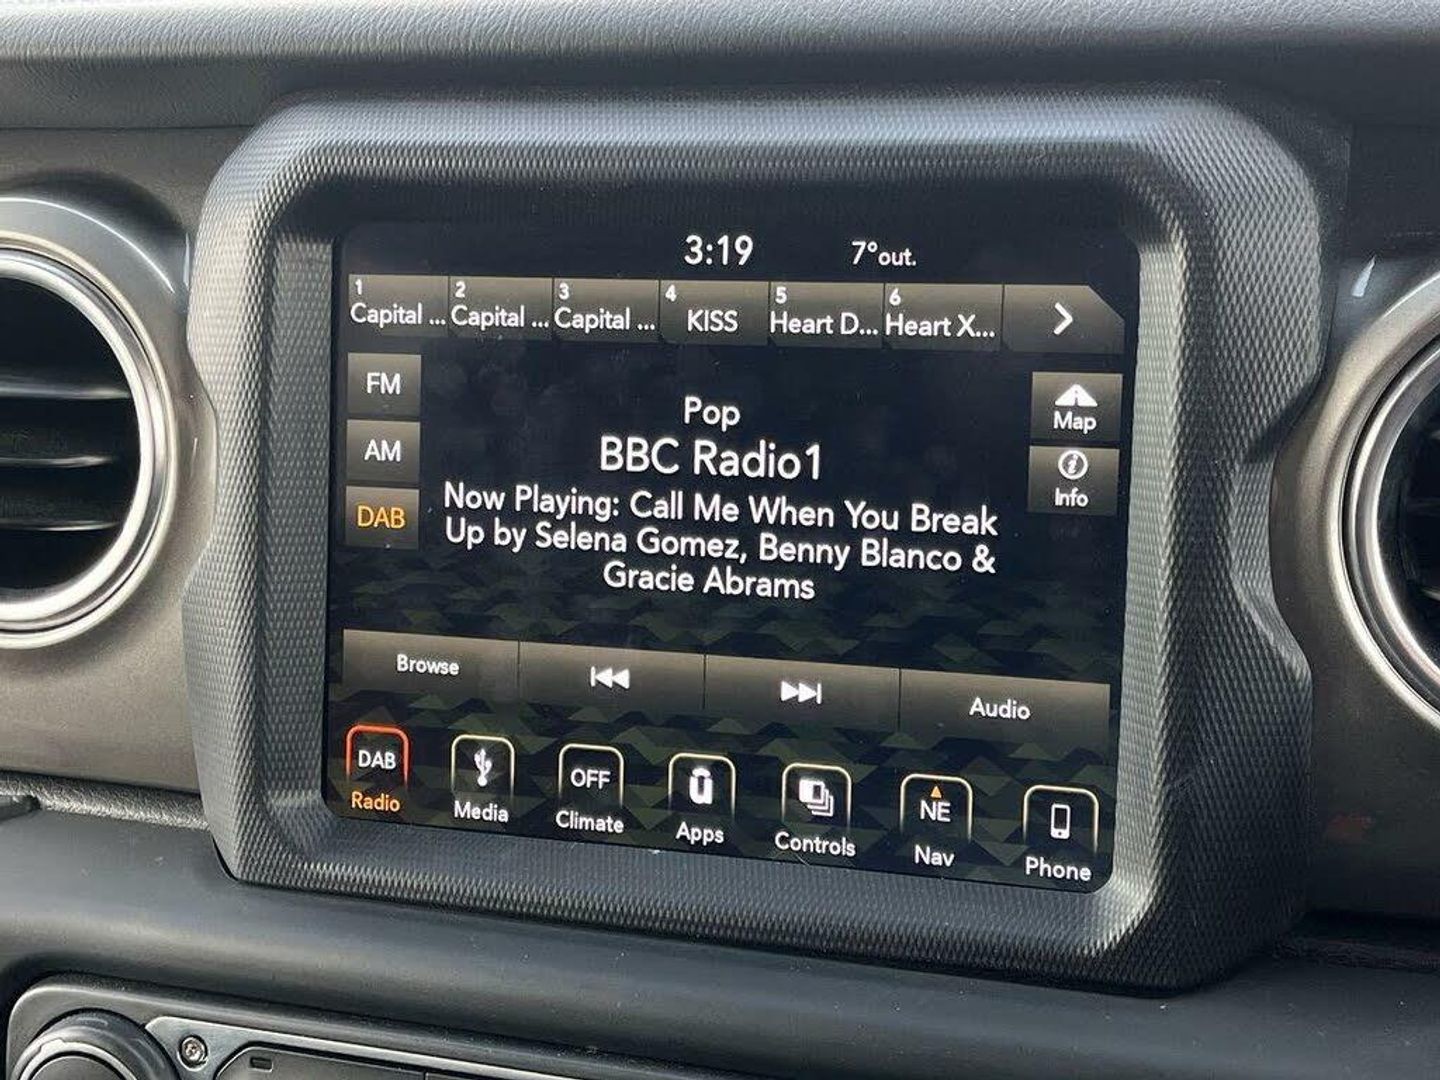 3:19
7°out.
1
Capital ...
2
Capital ...
3
Capital ...
4
KISS
5
Heart D...
6
Heart X...
FM
AM
DAB
Pop
BBC Radio1
Now Playing: Call Me When You Break
Up by Selena Gomez, Benny Blanco &
Gracie Abrams
Map
Info
Browse
Audio
DAB
Radio
Media
OFF
Climate
Apps
Controls
NE
Nav
Phone